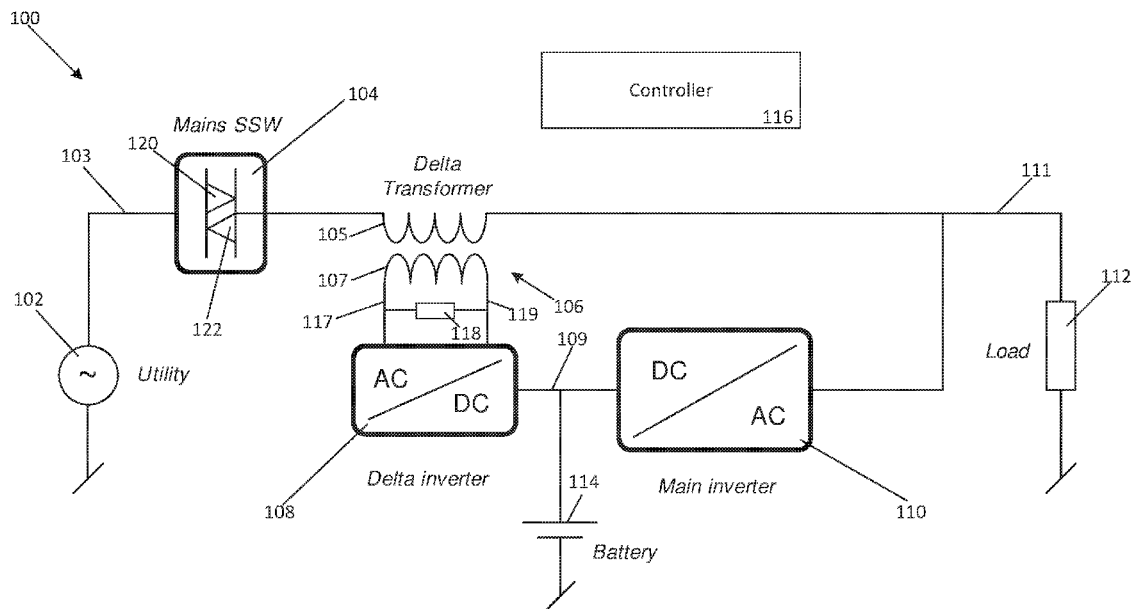 100
Controller
116
104
Mains SSW
120
103
Delta
Transformer
111
105
107
106
102
122
117
118
119
109
112
~
Utility
AC
DC
DC
AC
Load
Delta inverter
114
Main inverter
108
110
Battery